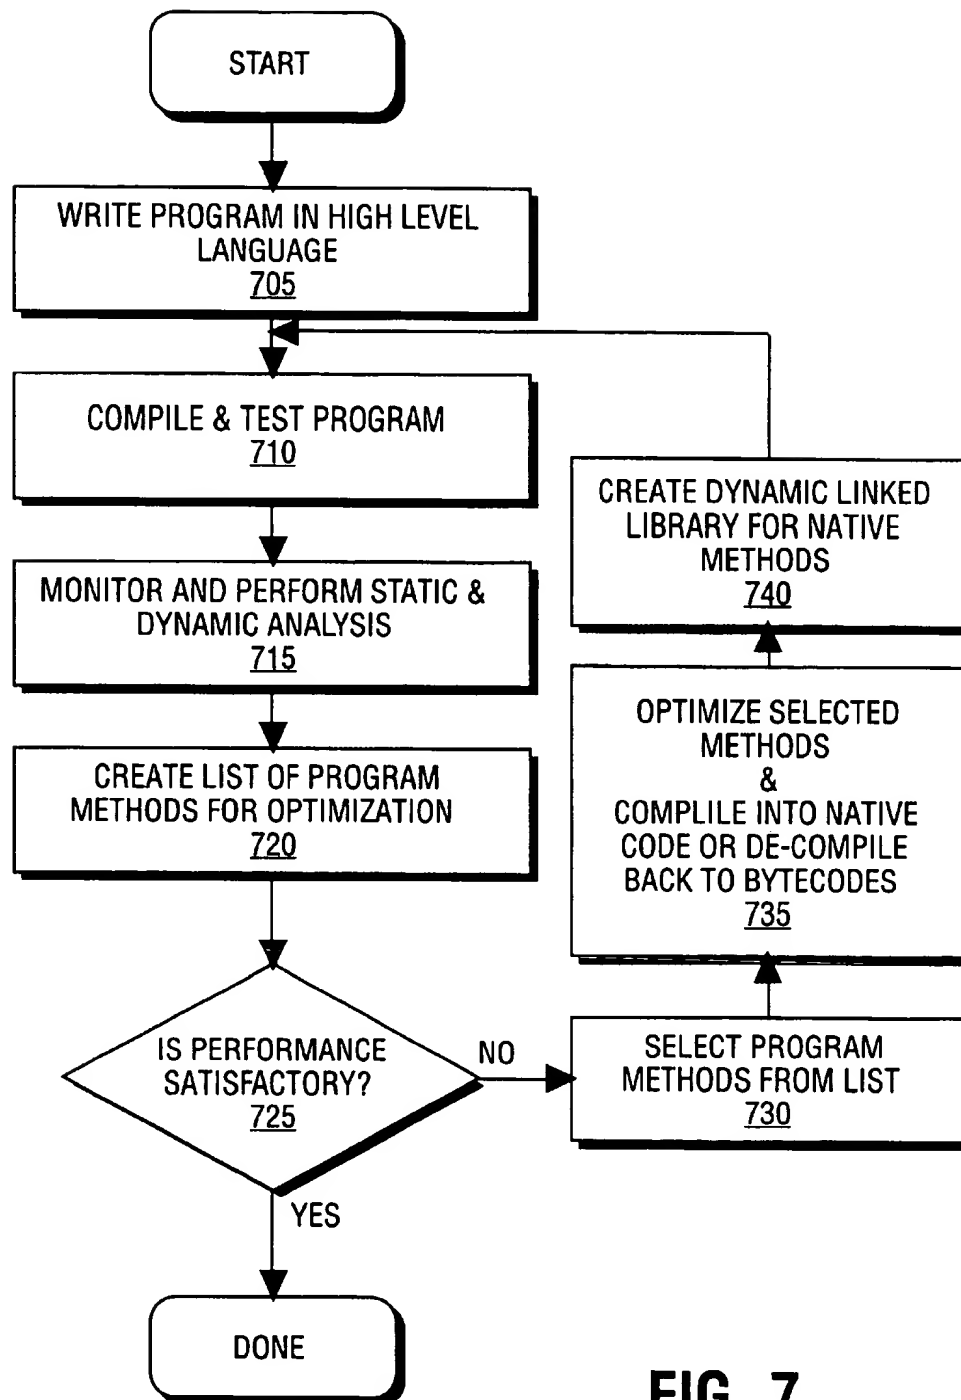 START
WRITE PROGRAM IN HIGH LEVEL
LANGUAGE
705
COMPILE & TEST PROGRAM
710
MONITOR AND PERFORM STATIC &
DYNAMIC ANALYSIS
715
CREATE LIST OF PROGRAM
METHODS FOR OPTIMIZATION
720
IS PERFORMANCE
SATISFACTORY?
725
NO
YES
SELECT PROGRAM
METHODS FROM LIST
730
OPTIMIZE SELECTED
METHODS
&
COMPLILE INTO NATIVE
CODE OR DE-COMPILE
BACK TO BYTECODES
735
CREATE DYNAMIC LINKED
LIBRARY FOR NATIVE
METHODS
740
DONE
FIG. 7